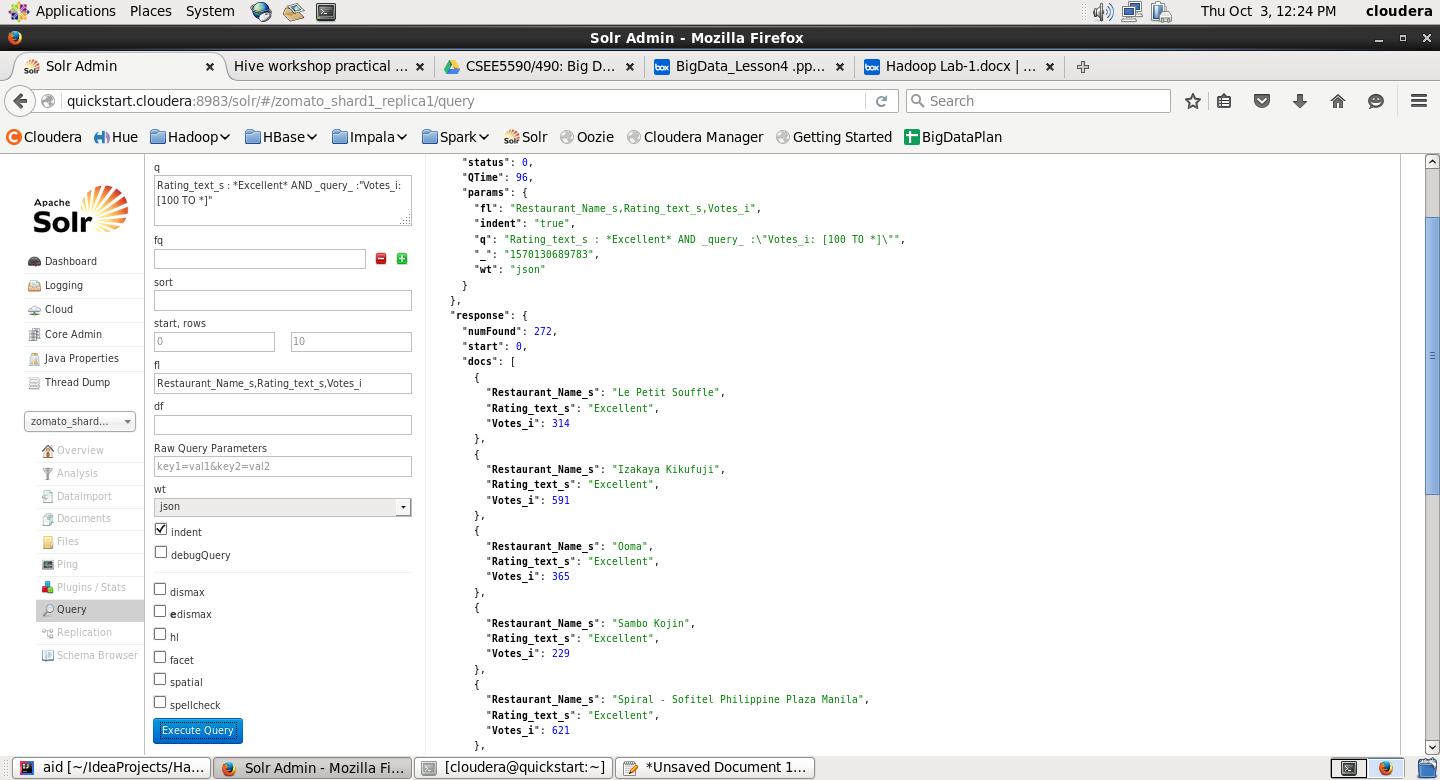 Applications Places System
Thu Oct 3, 12:24 PM
cloudera
Solr Admin - Mozilla Firefox
Solr Admin
Hive workshop practical ...
CSEE5590/490: Big D...
BigData_Lesson4 .pp...
Hadoop Lab-1.docx | ...
quickstart.cloudera:8983/solr/#/zomato_shard1_replica1/query
Search
Cloudera
Hue
Hadoop
HBase
Impala
Spark
Solr
Oozie
Cloudera Manager
Getting Started
BigDataPlan
Apache
Solr
Dashboard
Logging
Cloud
Core Admin
Java Properties
Thread Dump
zomato_shard...
Overview
Analysis
Dataimport
Documents
Files
Ping
Plugins / Stats
Query
Replication
Schema Browser
q
Rating_text_s : *Excellent* AND _query_ :"Votes_i:
[100 TO *]"
fq
sort
start, rows
0
10
fl
Restaurant_Name_s,Rating_text_s,Votes_i
df
Raw Query Parameters
key1=val1&key2=val2
wt
json
indent
debugQuery
dismax
edismax
hl
facet
spatial
spellcheck
Execute Query
"status": 0,
"QTime": 96,
"params": {
"fl": "Restaurant_Name_s,Rating_text_s,Votes_i",
"indent": "true",
"q": "Rating_text_s : *Excellent* AND _query_ :\"Votes_i: [100 TO *]\"",
"_": "1570130689783",
"wt": "json"
}
},
"response": {
"numFound": 272,
"start": 0,
"docs": [
{
"Restaurant_Name_s": "Le Petit Souffle",
"Rating_text_s": "Excellent",
"Votes_i": 314
},
{
"Restaurant_Name_s": "Izakaya Kikufuji",
"Rating_text_s": "Excellent",
"Votes_i": 591
},
{
"Restaurant_Name_s": "Ooma",
"Rating_text_s": "Excellent",
"Votes_i": 365
},
{
"Restaurant_Name_s": "Sambo Kojin",
"Rating_text_s": "Excellent",
"Votes_i": 229
},
{
"Restaurant_Name_s": "Spiral - Sofitel Philippine Plaza Manila",
"Rating_text_s": "Excellent",
"Votes_i": 621
},
aid [~/IdeaProjects/Ha...
Solr Admin - Mozilla Fi...
[cloudera@quickstart:~]
*Unsaved Document 1...